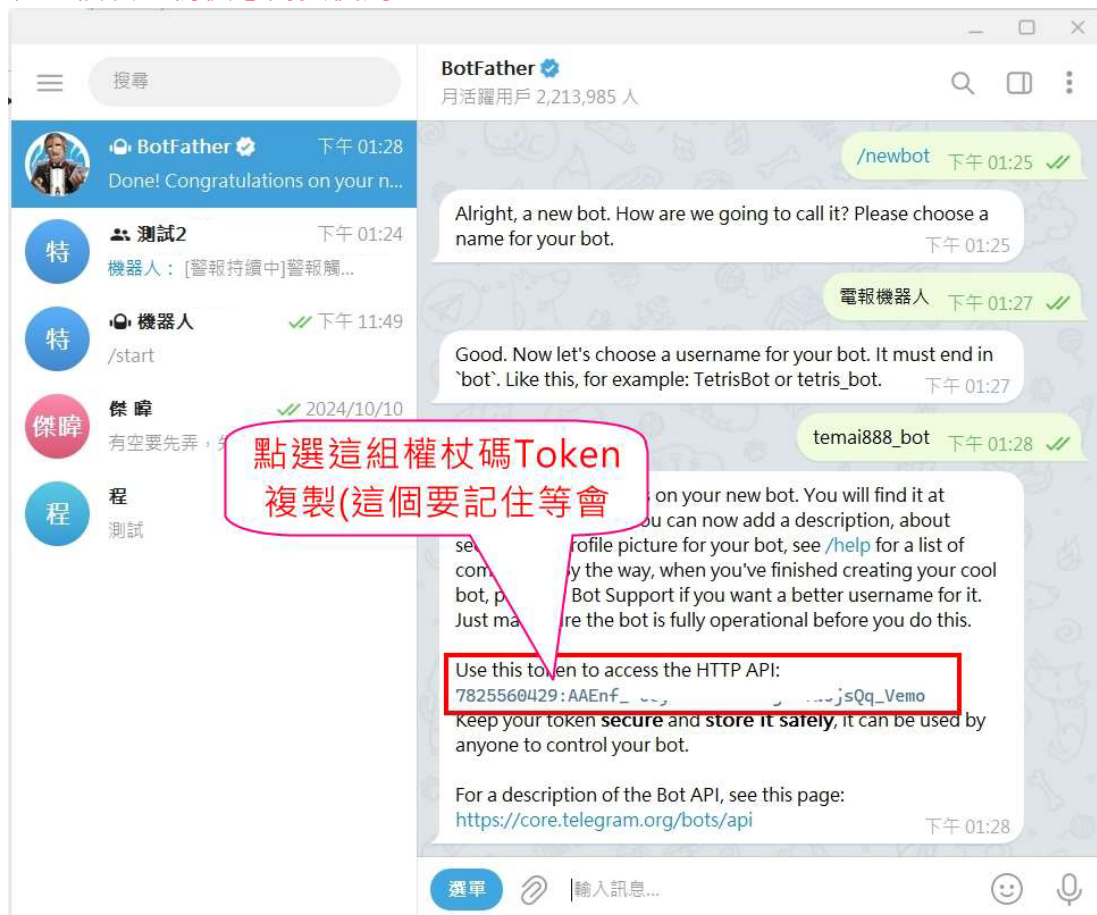 搜尋
BotFather
月活躍用戶 2,213,985 人
BotFather 下午 01:28
Done! Congratulations on your n...
特
測試2 下午 01:24
機器人： [警報持續中]警報觸...
特
機器人 下午 11:49
/start
傑暐
傑 暐 2024/10/10
有空要先弄，
程
程
測試
/newbot 下午 01:25
Alright, a new bot. How are we going to call it? Please choose a
name for your bot. 下午 01:25
電報機器人 下午 01:27
Good. Now let's choose a username for your bot. It must end in
`bot`. Like this, for example: TetrisBot or tetris_bot. 下午 01:27
temai888_bot 下午 01:28
點選這組權杖碼Token
複製(這個要記住等會
on your new bot. You will find it at
can now add a description, about
profile picture for your bot, see /help for a list of
By the way, when you've finished creating your cool
bot, Bot Support if you want a better username for it.
Just the bot is fully operational before you do this.
Use this token to access the HTTP API:
7825560429:AAEnf_ jsQq_Vemo
Keep your token secure and store it safely, it can be used by
anyone to control your bot.
For a description of the Bot API, see this page:
https://core.telegram.org/bots/api 下午 01:28
選單 輸入訊息...